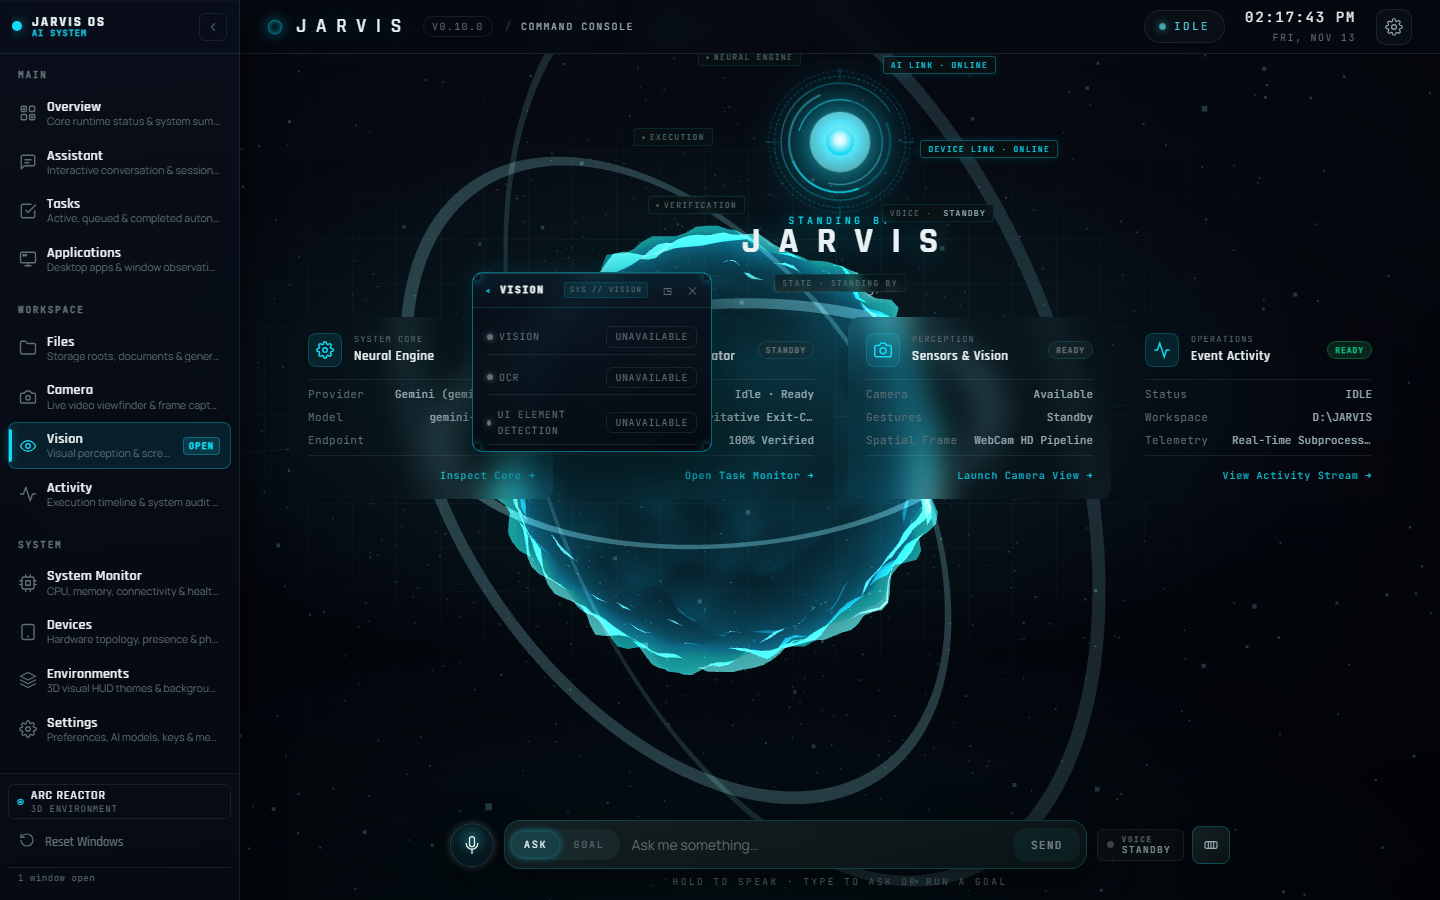 JARVIS OS
AI SYSTEM
MAIN
Overview
Core runtime status & system sum...
Assistant
Interactive conversation & session...
Tasks
Active, queued & completed auton...
Applications
Desktop apps & window observati...
WORKSPACE
Files
Storage roots, documents & gener...
Camera
Live video viewfinder & frame capt...
Vision
Visual perception & scre...
OPEN
Activity
Execution timeline & system audit ...
SYSTEM
System Monitor
CPU, memory, connectivity & healt...
Devices
Hardware topology, presence & ph...
Environments
3D visual HUD themes & backgrou...
Settings
Preferences, AI models, keys & me...
ARC REACTOR
3D ENVIRONMENT
Reset Windows
1 window open
JARVIS
V0.10.0
/ COMMAND CONSOLE
IDLE
02:17:43 PM
FRI, NOV 13
NEURAL ENGINE
AI LINK - ONLINE
EXECUTION
DEVICE LINK - ONLINE
VERIFICATION
VOICE - STANDBY
STANDING B
JARVIS
STATE - STANDING BY
VISION
SYS // VISION
VISION
UNAVAILABLE
OCR
UNAVAILABLE
UI ELEMENT
DETECTION
UNAVAILABLE
SYSTEM CORE
Neural Engine
Provider
Gemini (gemi
Model
gemini-
Endpoint
Inspect Core →
ator
STANDBY
Idle · Ready
itative Exit-C...
100% Verified
Open Task Monitor →
PERCEPTION
Sensors & Vision
READY
Camera
Available
Gestures
Standby
Spatial Frame
WebCam HD Pipeline
Launch Camera View →
OPERATIONS
Event Activity
READY
Status
IDLE
Workspace
D:\JARVIS
Telemetry
Real-Time Subprocess...
View Activity Stream →
ASK
GOAL
Ask me something...
SEND
VOICE
STANDBY
HOLD TO SPEAK - TYPE TO ASK OR RUN A GOAL